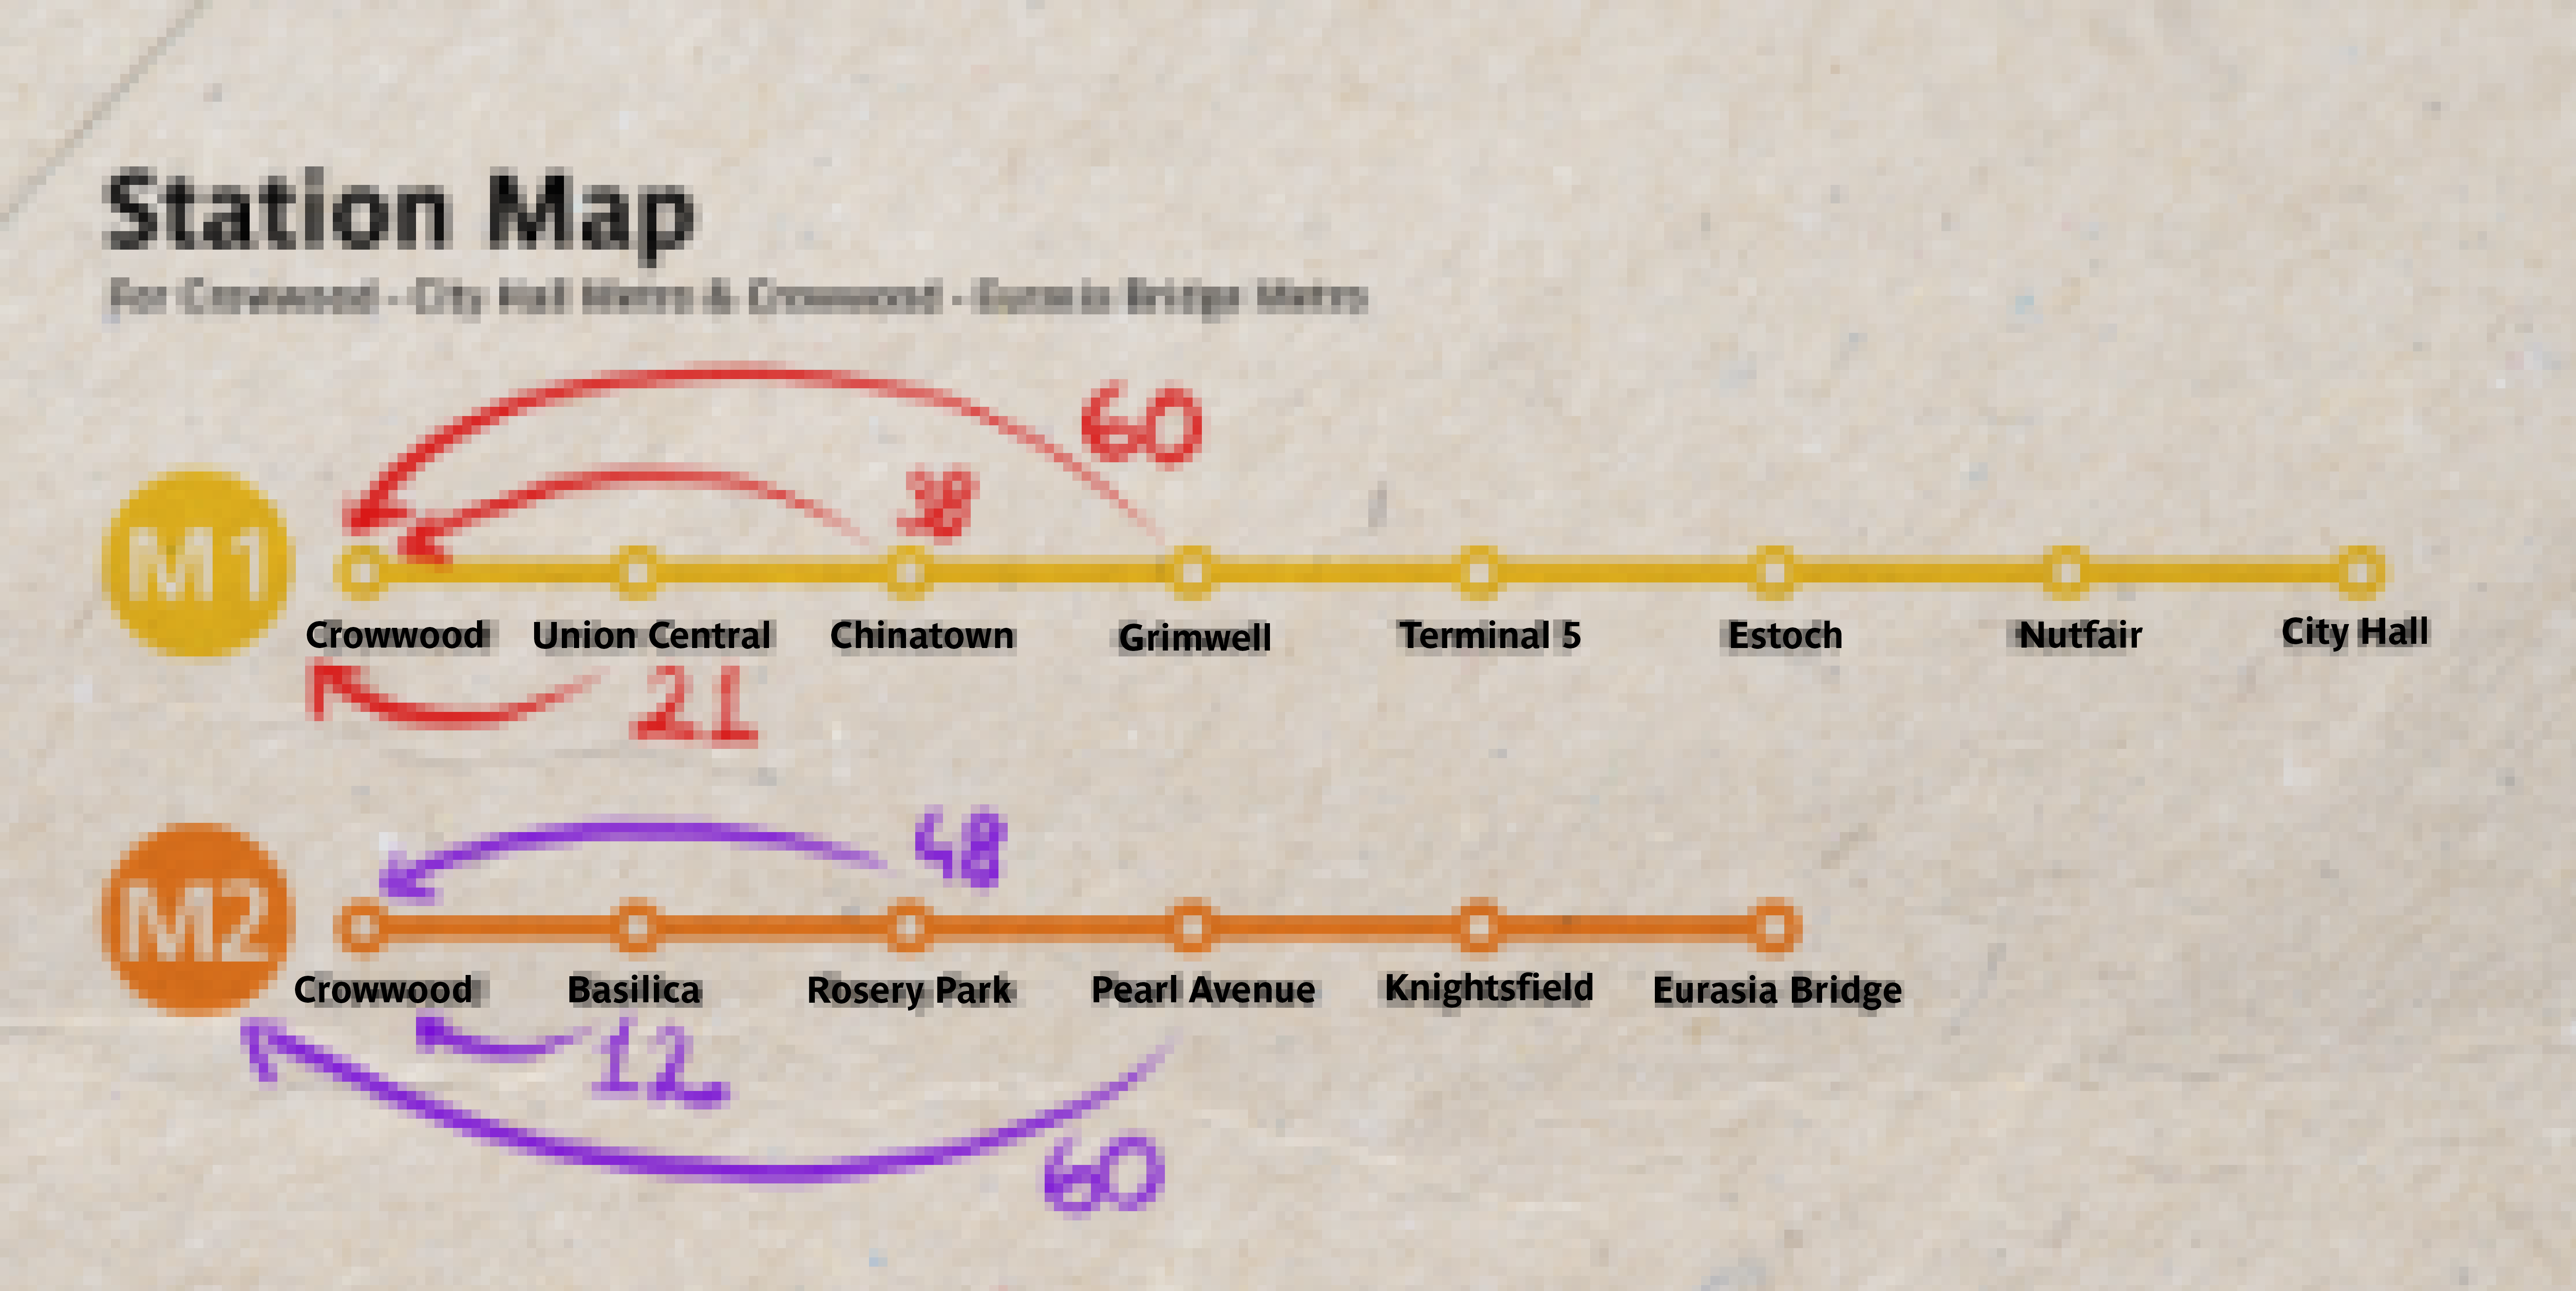 Station Map
For Crowwood - City Hall Metro & Crowwood - Eurasia Bridge Metro
60
38
M1
Crowwood Union Central Chinatown Grimwell Terminal 5 Estoch Nutfair City Hall
21
48
M2
Crowwood Basilica Rosery Park Pearl Avenue Knightsfield Eurasia Bridge
12
60